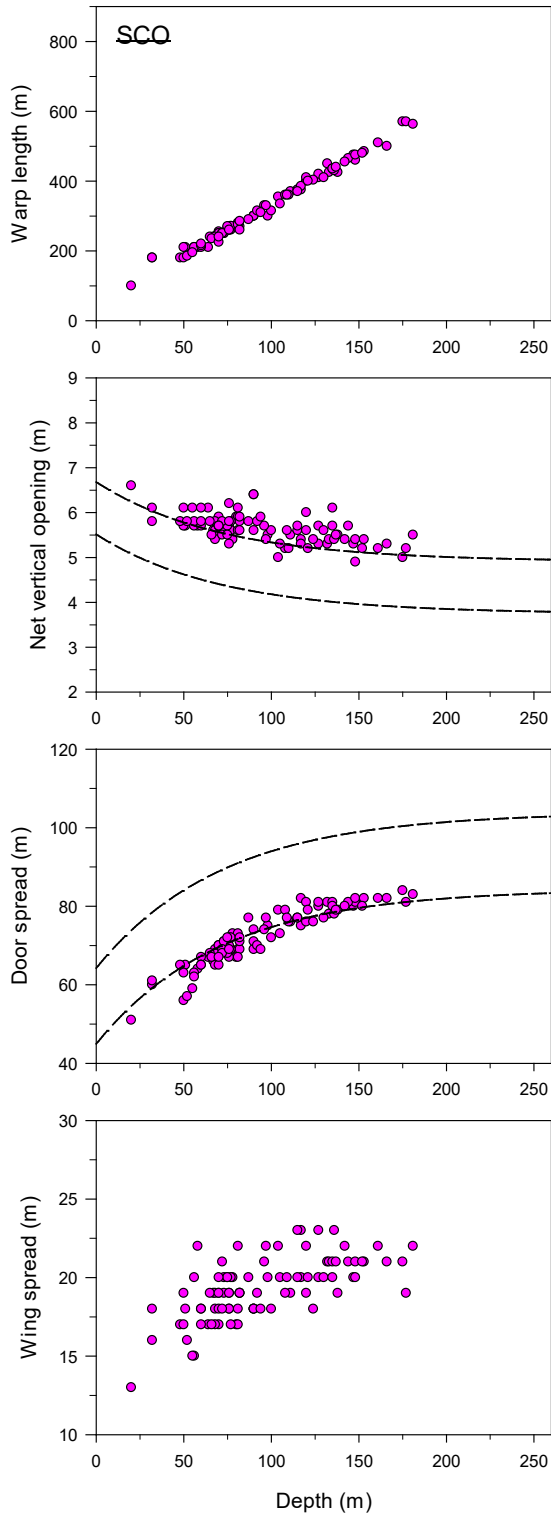 SCO
Warp length (m)
800
600
400
200
0
0 50 100 150 200 250
Net vertical opening (m)
9
8
7
6
5
4
3
2
0 50 100 150 200 250
Door spread (m)
120
100
80
60
40
0 50 100 150 200 250
Wing spread (m)
30
25
20
15
10
0 50 100 150 200 250
Depth (m)